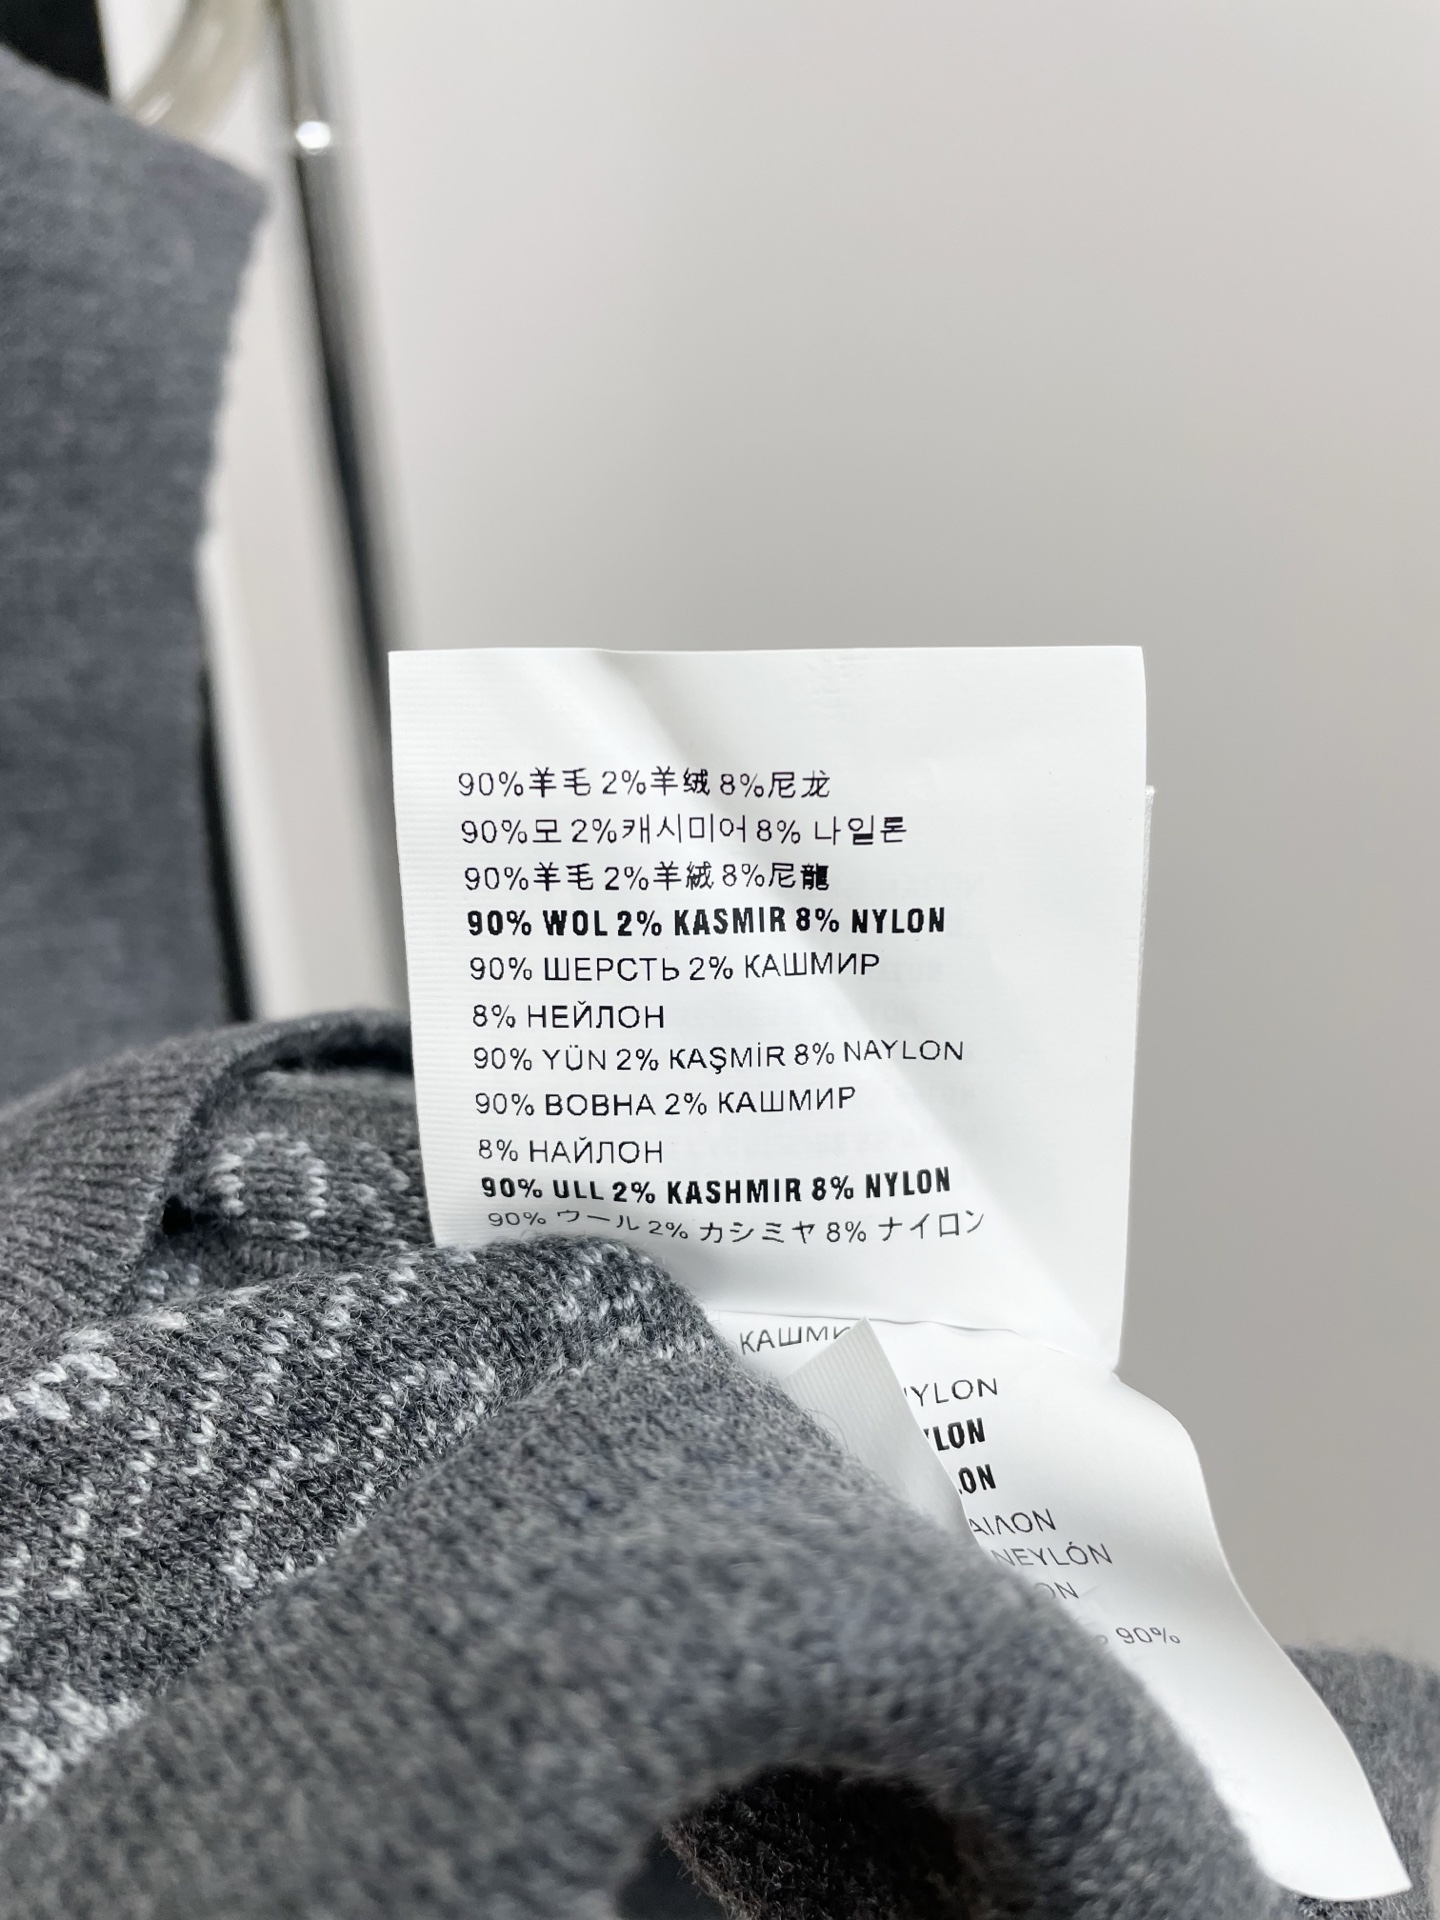 90%羊毛 2%羊绒 8%尼龙
90%모 2%캐시미어 8% 나일론
90%羊毛 2%羊絨 8%尼龍
90% WOL 2% KASMIR 8% NYLON
90% ШЕРСТЬ 2% КАШМИР
8% НЕЙЛОН
90% YÜN 2% KAŞMİR 8% NAYLON
90% ВОВНА 2% КАШМИР
8% НАЙЛОН
90% ULL 2% KASHMIR 8% NYLON
90% ウール 2% カシミヤ 8% ナイロン
90%